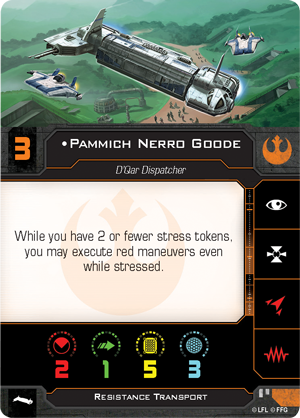 3
•Pammich Nerro Goode
D'Qar Dispatcher
While you have 2 or fewer stress tokens,
you may execute red maneuvers even
while stressed.
2 1 5 3
Resistance Transport
© LFL © FFG